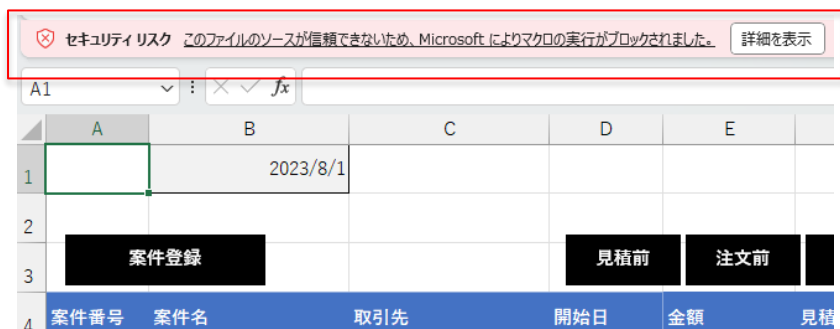 セキュリティ リスク このファイルのソースが信頼できないため、Microsoft によりマクロの実行がブロックされました。 詳細を表示
A1 fx
A B C D E
1 2023/8/1
2
3 案件登録 見積前 注文前
4 案件番号 案件名 取引先 開始日 金額 見積